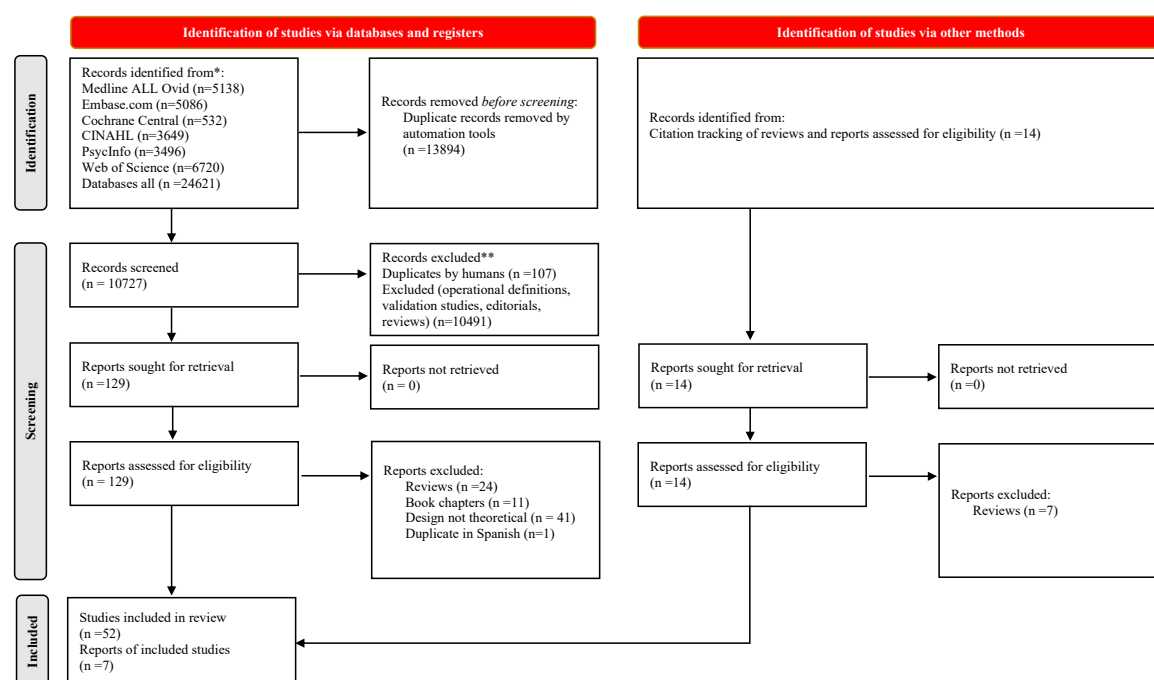 Identification of studies via databases and registers
Identification of studies via other methods
Identification
Records identified from*:
Medline ALL Ovid (n=5138)
Embase.com (n=5086)
Cochrane Central (n=532)
CINAHL (n=3649)
PsycInfo (n=3496)
Web of Science (n=6720)
Databases all (n =24621)
Records removed before screening:
Duplicate records removed by
automation tools
(n =13894)
Records identified from:
Citation tracking of reviews and reports assessed for eligibility (n =14)
Screening
Records screened
(n = 10727)
Records excluded**
Duplicates by humans (n =107)
Excluded (operational definitions,
validation studies, editorials,
reviews) (n=10491)
Reports sought for retrieval
(n =129)
Reports not retrieved
(n = 0)
Reports sought for retrieval
(n =14)
Reports not retrieved
(n =0)
Reports assessed for eligibility
(n = 129)
Reports excluded:
Reviews (n =24)
Book chapters (n =11)
Design not theoretical (n = 41)
Duplicate in Spanish (n=1)
Reports assessed for eligibility
(n =14)
Reports excluded:
Reviews (n =7)
Included
Studies included in review
(n =52)
Reports of included studies
(n =7)